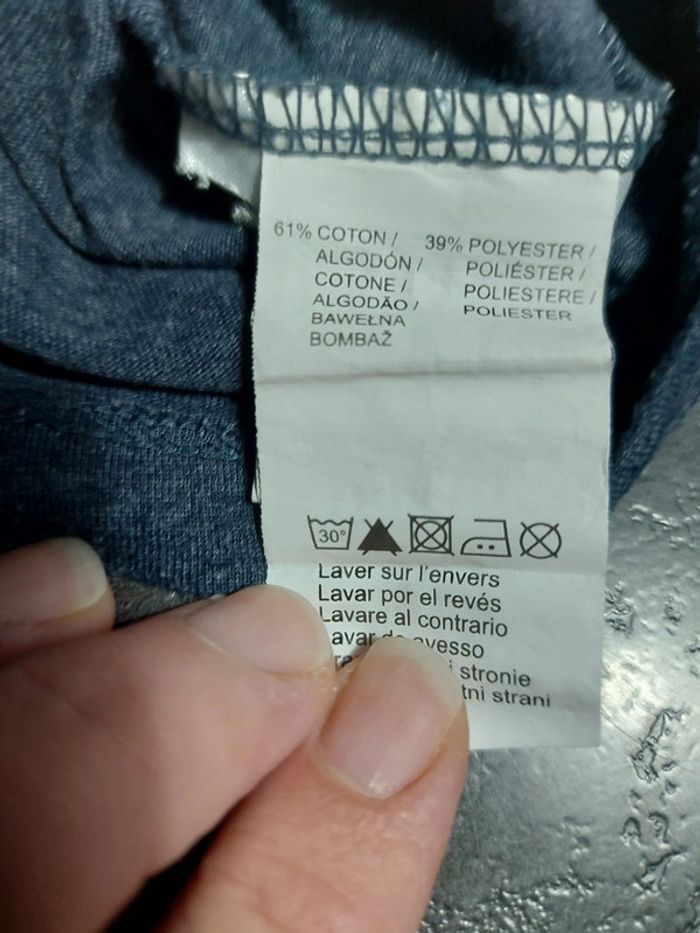 61% COTON /
ALGODÓN /
COTONE /
ALGODÃO /
BAWEŁNA
BOMBAŽ
39% POLYESTER /
POLIÉSTER /
POLIESTERE /
POLIESTER
30°
Laver sur l'envers
Lavar por el revés
Lavare al contrario
stronie
strani